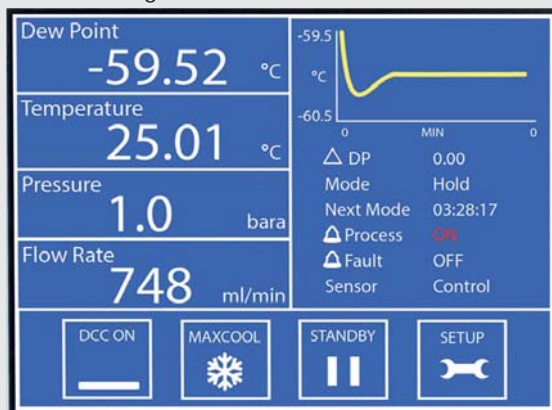 Dew Point
-59.52 °C
Temperature
25.01 °C
Pressure
1.0 bara
Flow Rate
748 ml/min
-59.5
°C
-60.5
0 MIN 0
△ DP 0.00
Mode Hold
Next Mode 03:28:17
Process ON
Fault OFF
Sensor Control
DCC ON
MAXCOOL
STANDBY
SETUP